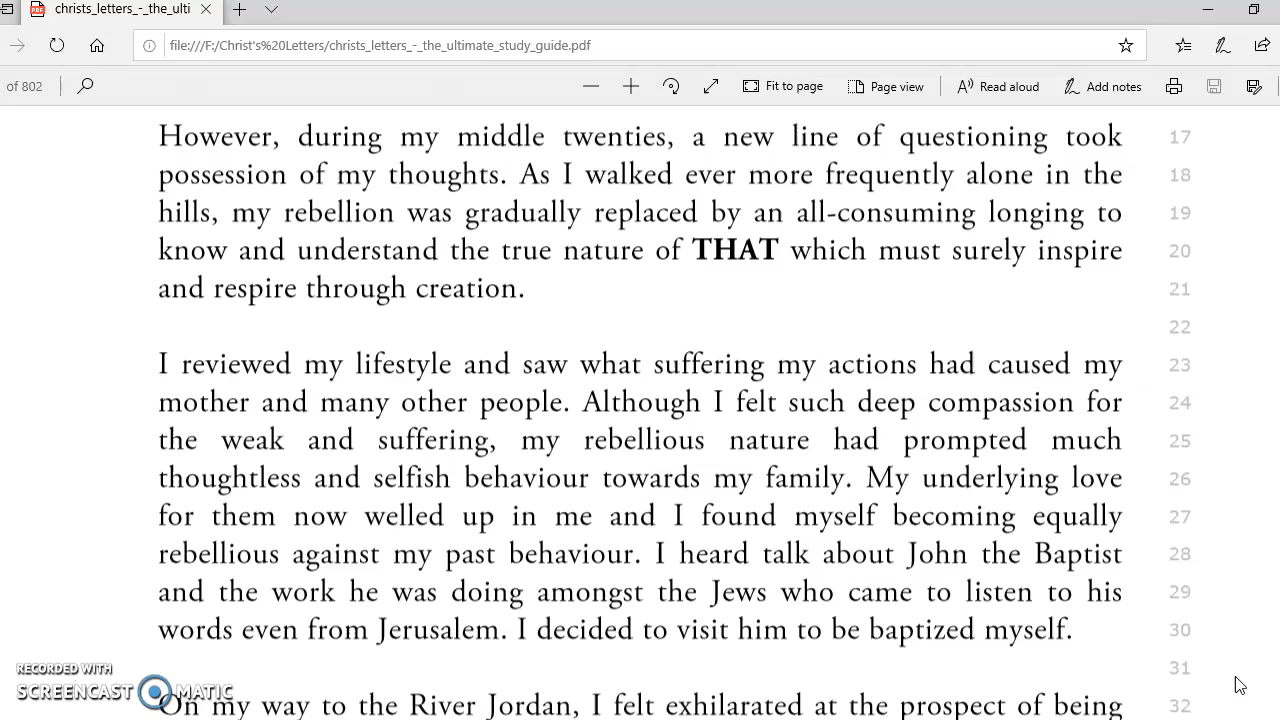 christs_letters_-_the_ulti
file:///F:/Christ's%20Letters/christs_letters_-_the_ultimate_study_guide.pdf
of 802 Fit to page Page view Read aloud Add notes
However, during my middle twenties, a new line of questioning took 17
possession of my thoughts. As I walked ever more frequently alone in the 18
hills, my rebellion was gradually replaced by an all-consuming longing to 19
know and understand the true nature of THAT which must surely inspire 20
and respire through creation. 21
22
I reviewed my lifestyle and saw what suffering my actions had caused my 23
mother and many other people. Although I felt such deep compassion for 24
the weak and suffering, my rebellious nature had prompted much 25
thoughtless and selfish behaviour towards my family. My underlying love 26
for them now welled up in me and I found myself becoming equally 27
rebellious against my past behaviour. I heard talk about John the Baptist 28
and the work he was doing amongst the Jews who came to listen to his 29
words even from Jerusalem. I decided to visit him to be baptized myself. 30
31
On my way to the River Jordan, I felt exhilarated at the prospect of being 32
RECORDED WITH
SCREENCAST MATIC